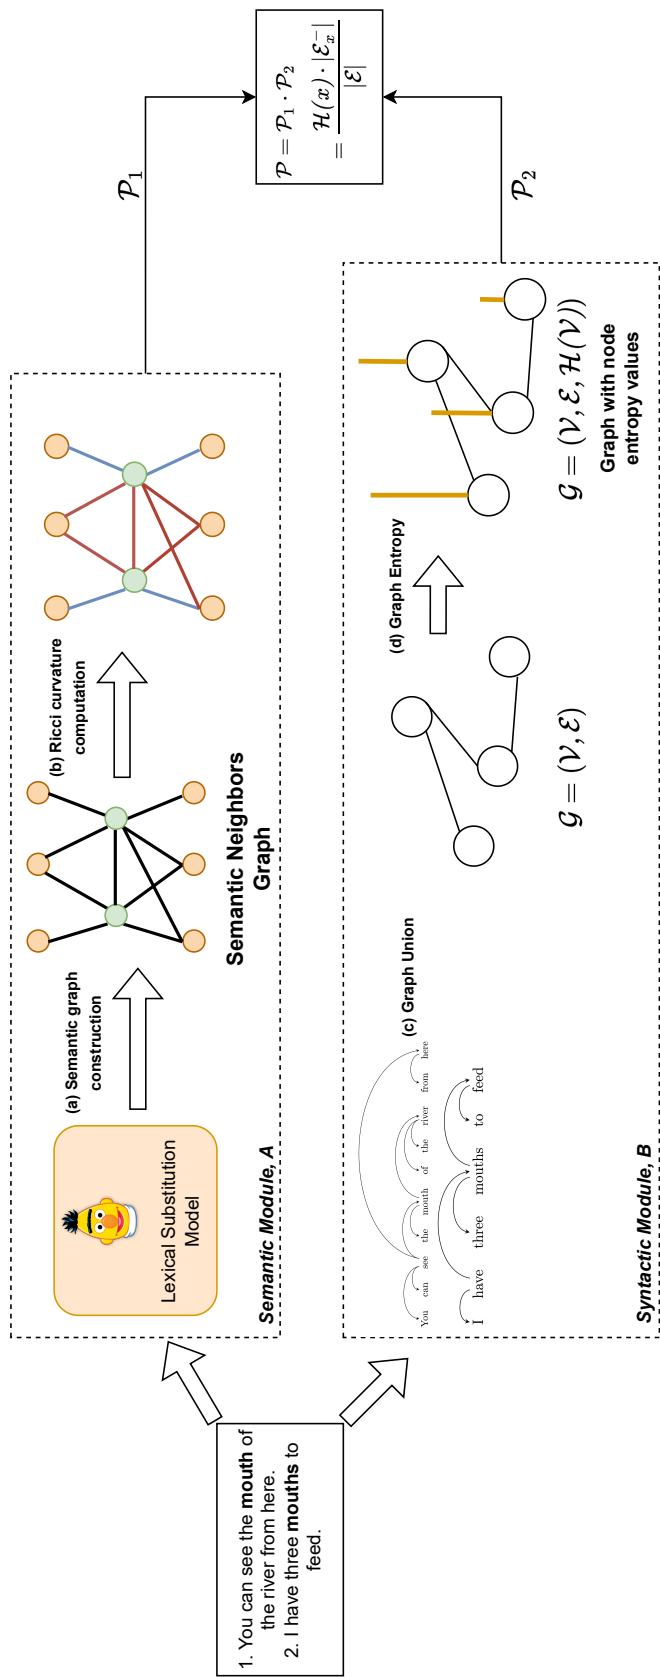 1. You can see the mouth of
the river from here.
2. I have three mouths to
feed.
Lexical Substitution
Model
Semantic Module, A
(a) Semantic graph
construction
Semantic Neighbors
Graph
(b) Ricci curvature
computation
You can see the mouth of the river from here
I have three mouths to feed
Syntactic Module, B
(c) Graph Union
𝒢 = (𝒱, ℰ)
(d) Graph Entropy
𝒢 = (𝒱, ℰ, ℋ(𝒱))
Graph with node
entropy values
𝒫₁
𝒫₂
𝒫 = 𝒫₁ · 𝒫₂
= ℋ(x) · |ℰₓ⁻|
|ℰ|